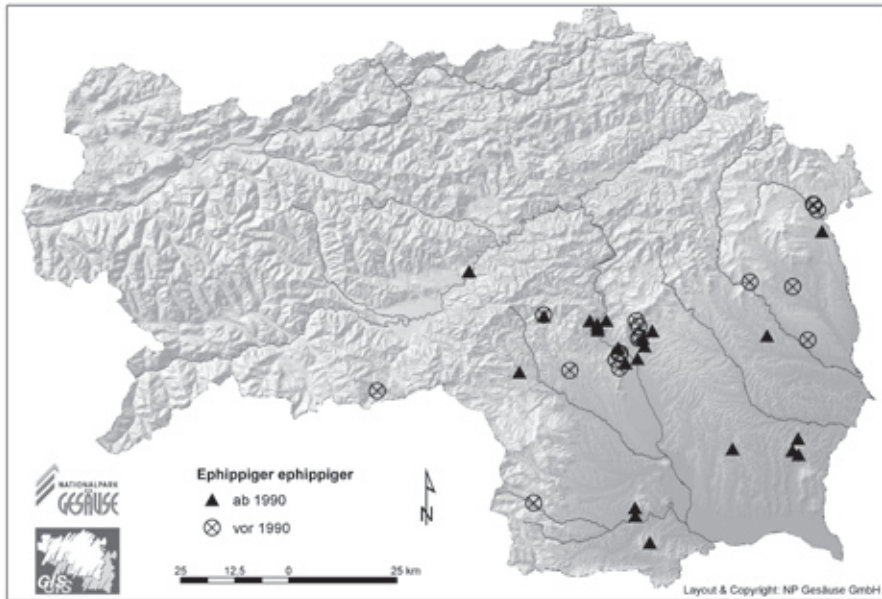 NATIONALPARK
GESÄUSE
Ephippiger ephippiger
ab 1990
vor 1990
N
25 12,5 0 25 km
Layout & Copyright: NP Gesäuse GmbH